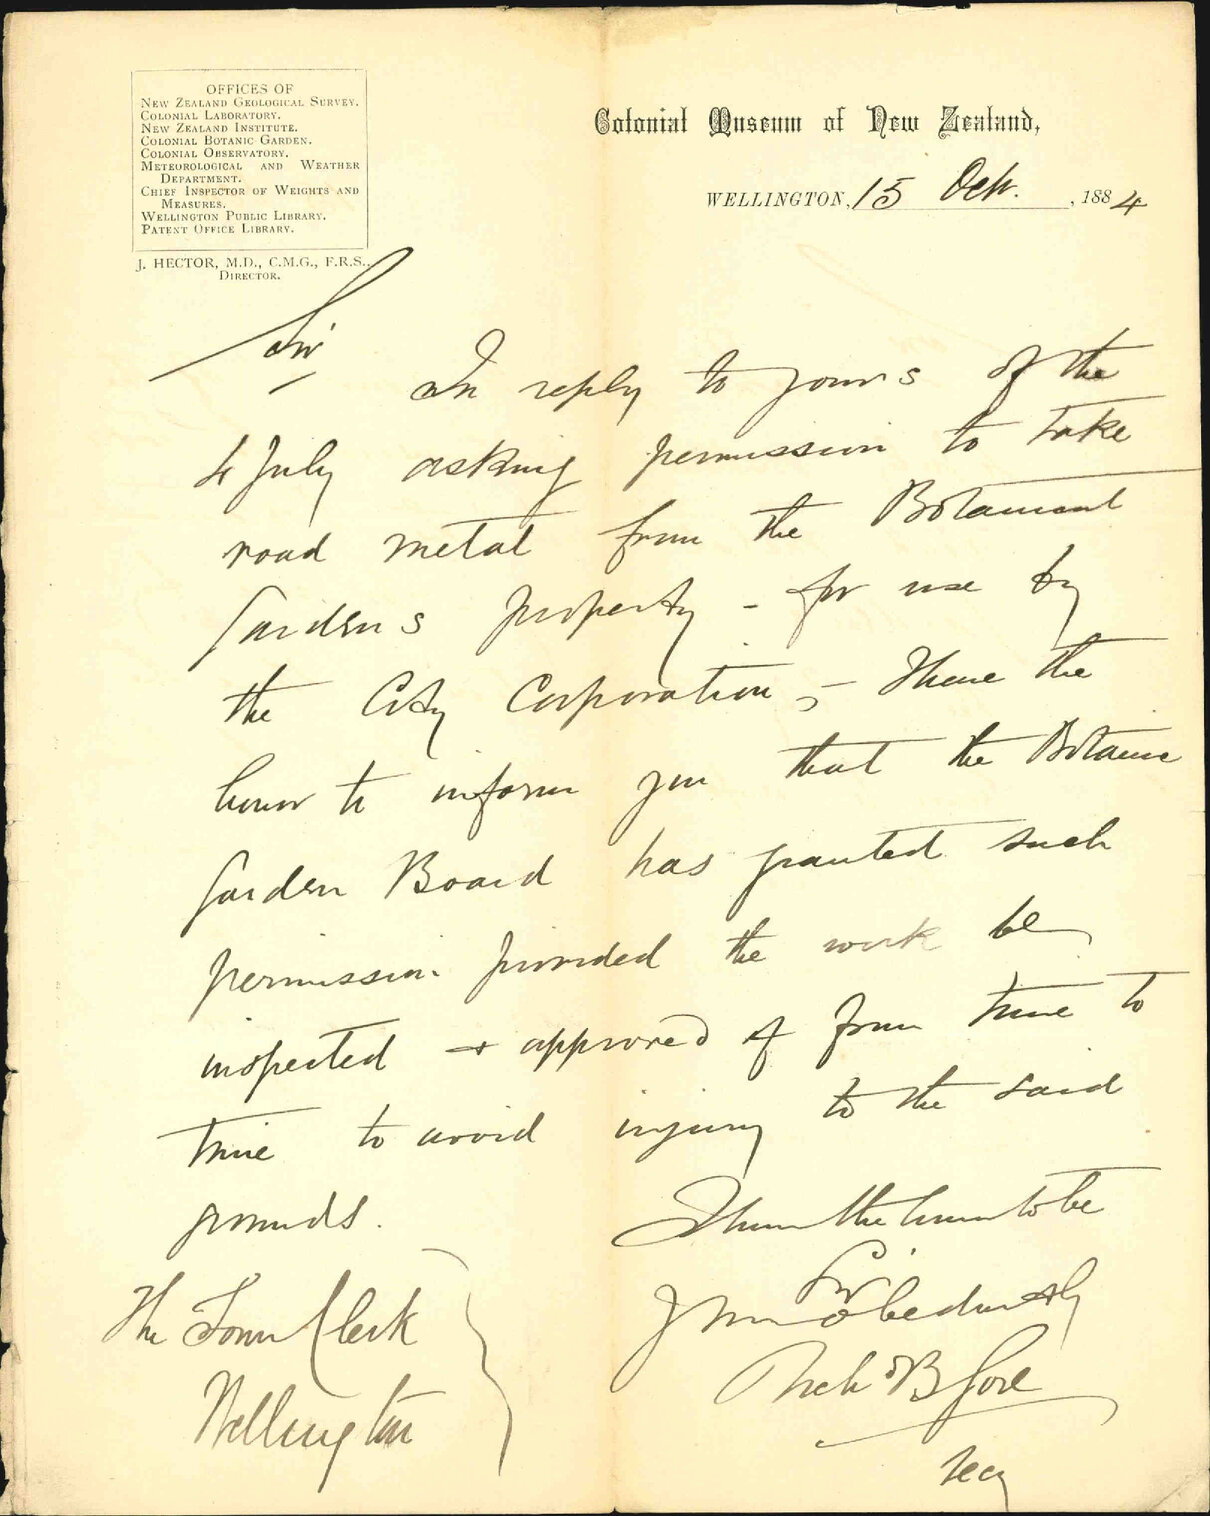 OFFICES OF
NEW ZEALAND GEOLOGICAL SURVEY.
COLONIAL LABORATORY.
NEW ZEALAND INSTITUTE.
COLONIAL BOTANIC GARDEN.
COLONIAL OBSERVATORY.
METEOROLOGICAL AND WEATHER
DEPARTMENT.
CHIEF INSPECTOR OF WEIGHTS AND
MEASURES.
WELLINGTON PUBLIC LIBRARY.
PATENT OFFICE LIBRARY.
J. HECTOR, M.D., C.M.G., F.R.S.,
DIRECTOR.
Colonial Museum of New Zealand,
WELLINGTON, 15 Oct. , 1884
Sir
In reply to yours of the
4 July asking permission to take
road metal from the Botanical
Gardens property - for use by
the City Corporation, - I have the
honor to inform you that the Botanic
Garden Board has granted such
permission provided the work be
inspected + approved of from time to
time to avoid injury to the said
grounds.
I have the honor to be
Sir
Your obedient Sy
Rich d B Gore
Secy
The Town Clerk
Wellington